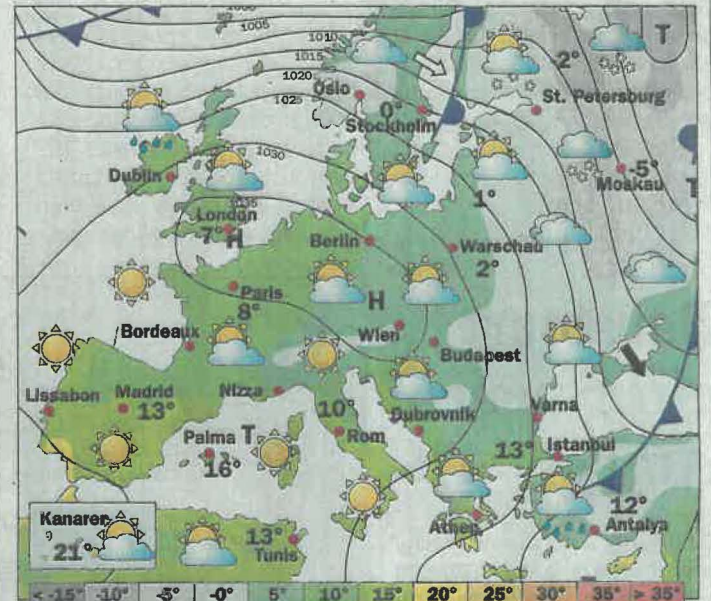 1000
1005
1010
1015
1020
1025
T
-2°
Oslo
0°
St. Petersburg
Stockholm
-5°
Moskau
1030
Dublin
1°
T
1035
London
7° H
Berlin
Warschau
2°
Paris
8°
H
Bordeaux
Wien
Budapest
Lissabon
Madrid
13°
Nizza
10°
Rom
Dubrovnik
Varna
Palma T
16°
13°
Istanbul
Kanaren
21°
13°
Tunis
Athen
12°
Antalya
< -15° -10° -5° -0° 5° 10° 15° 20° 25° 30° 35° > 35°